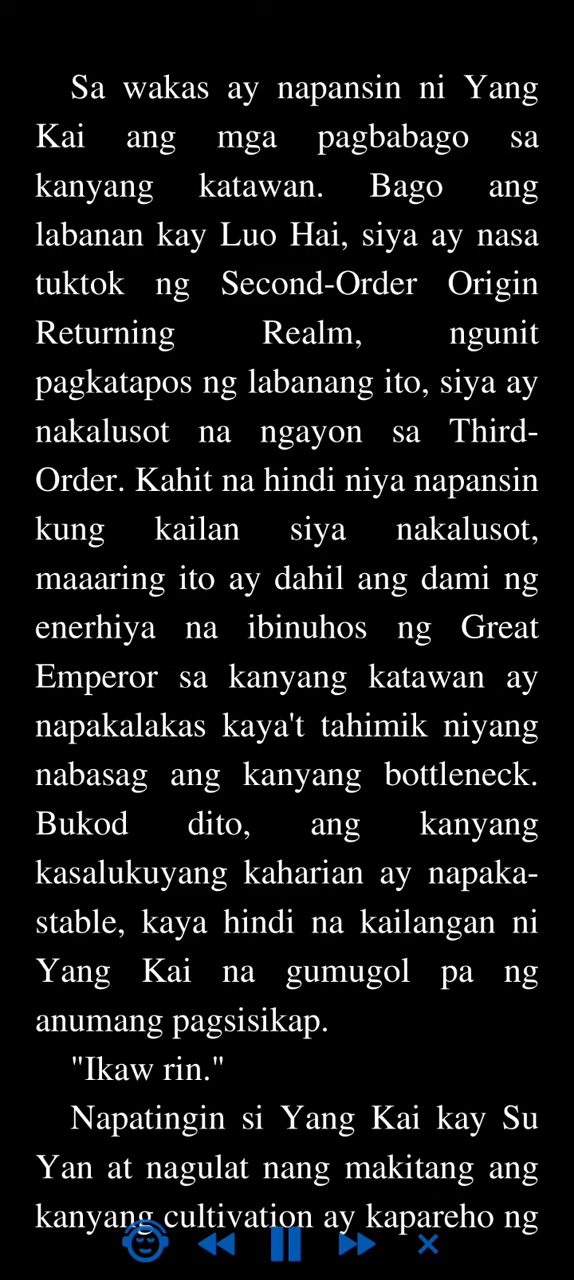 Sa wakas ay napansin ni Yang
Kai ang mga pagbabago sa
kanyang katawan. Bago ang
labanan kay Luo Hai, siya ay nasa
tuktok ng Second-Order Origin
Returning Realm, ngunit
pagkatapos ng labanang ito, siya ay
nakalusot na ngayon sa Third-
Order. Kahit na hindi niya napansin
kung kailan siya nakalusot,
maaaring ito ay dahil ang dami ng
enerhiya na ibinuhos ng Great
Emperor sa kanyang katawan ay
napakalakas kaya't tahimik niyang
nabasag ang kanyang bottleneck.
Bukod dito, ang kanyang
kasalukuyang kaharian ay napaka-
stable, kaya hindi na kailangan ni
Yang Kai na gumugol pa ng
anumang pagsisikap.
"Ikaw rin."
Napatingin si Yang Kai kay Su
Yan at nagulat nang makitang ang
kanyang cultivation ay kapareho ng